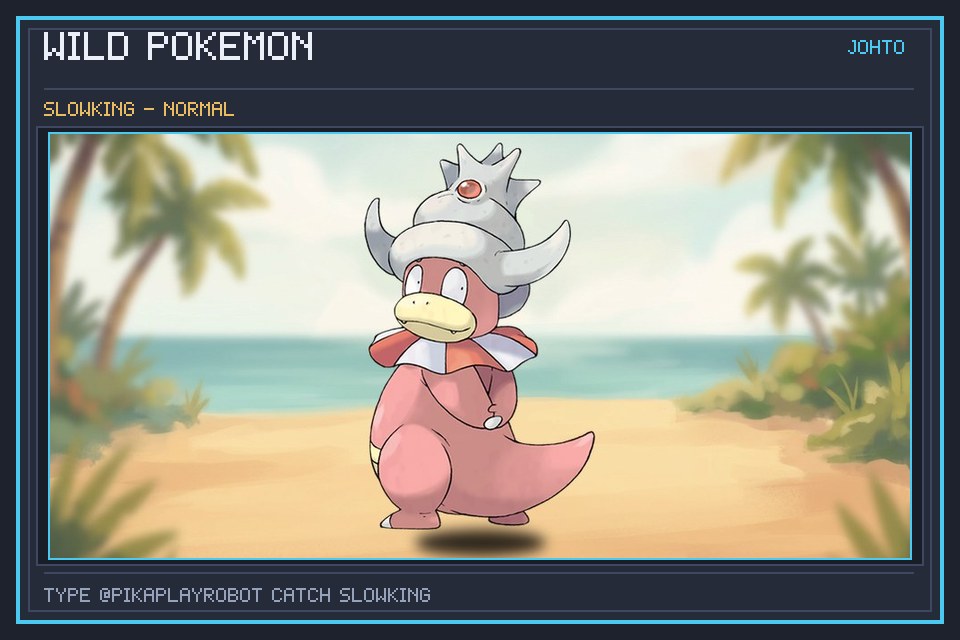 WILD POKEMON
JOHTO
SLOWKING - NORMAL
TYPE @PIKAPLAYROBOT CATCH SLOWKING